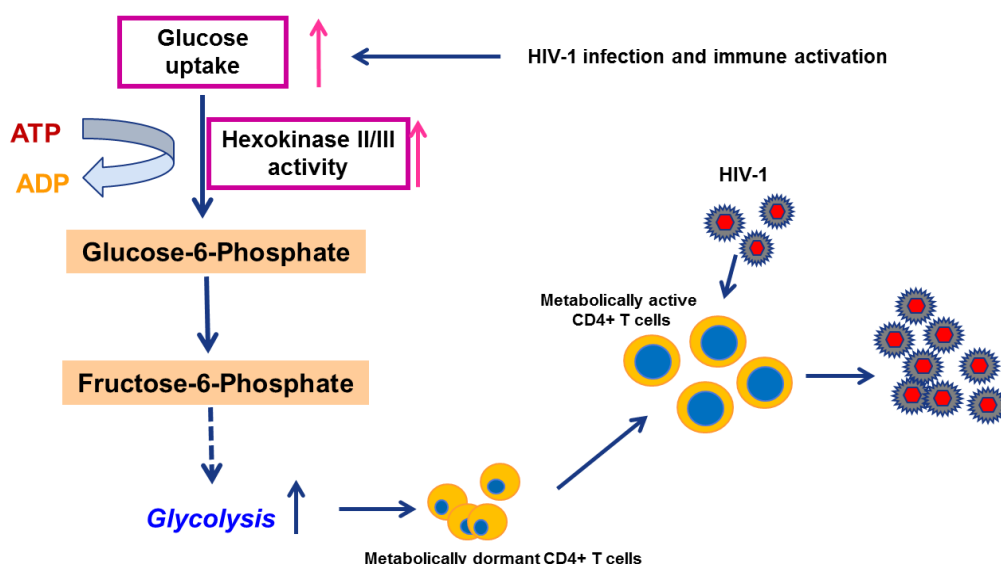 Glucose
uptake
HIV-1 infection and immune activation
ATP
ADP
Hexokinase II/III
activity
HIV-1
Glucose-6-Phosphate
Metabolically active
CD4+ T cells
Fructose-6-Phosphate
Glycolysis
Metabolically dormant CD4+ T cells